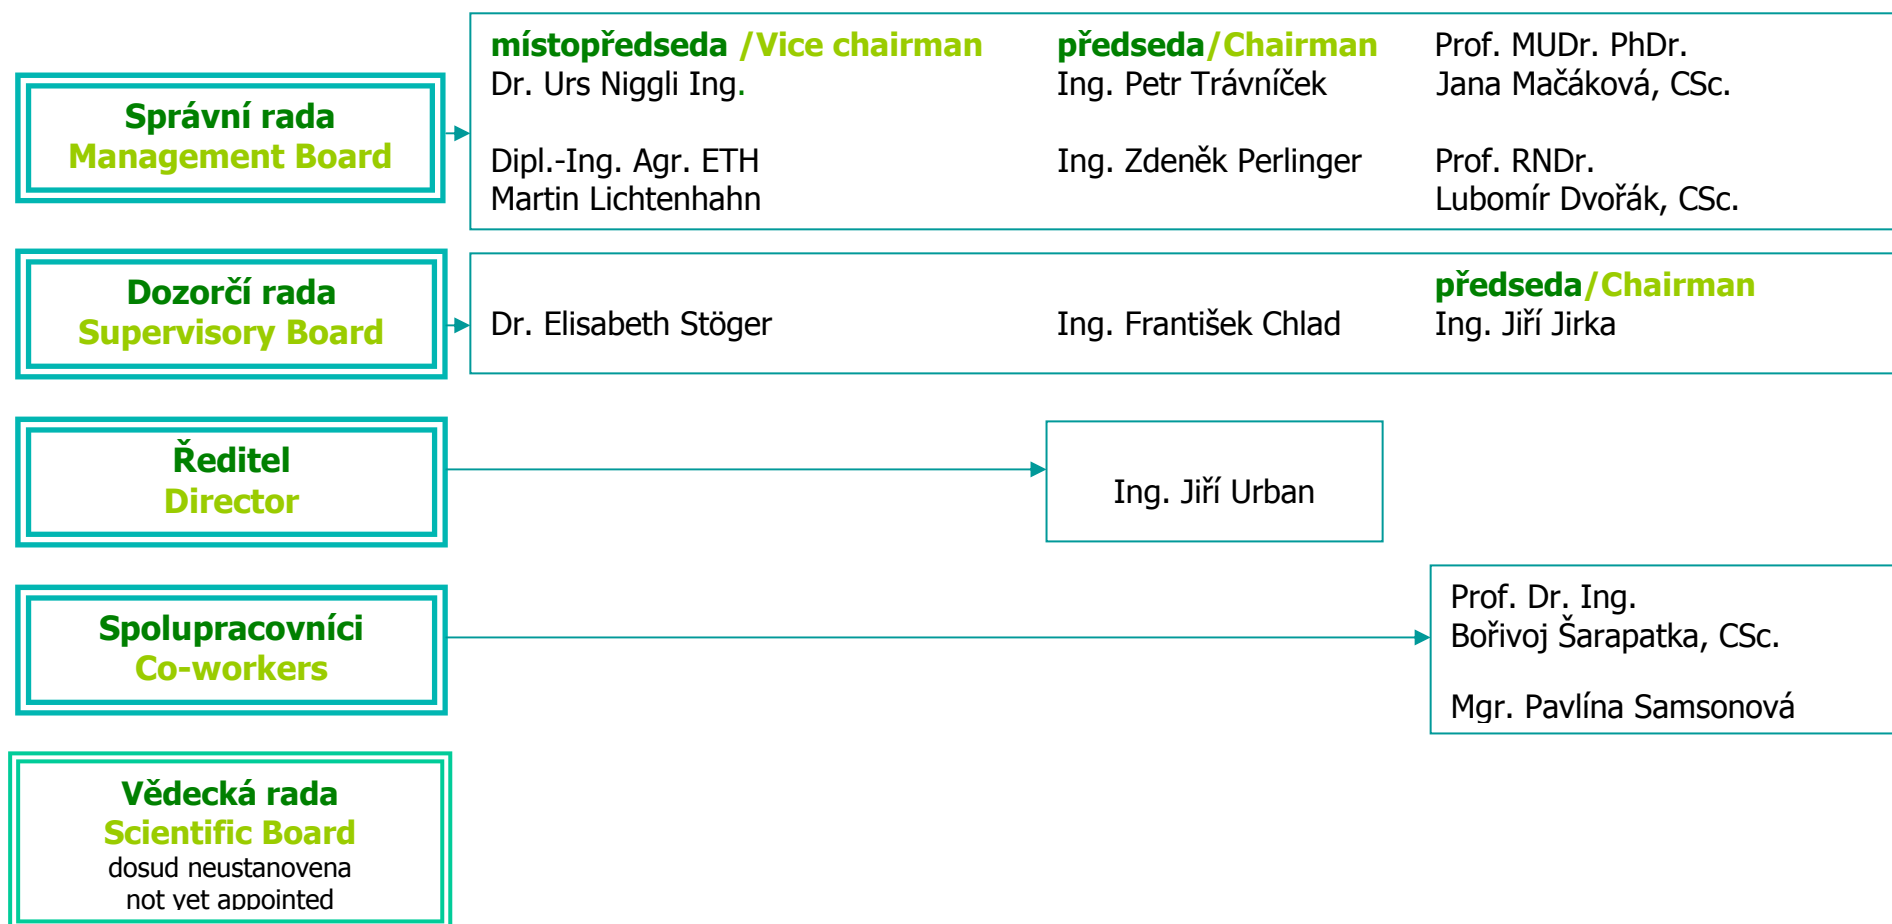 Správní rada
Management Board
místopředseda /Vice chairman
Dr. Urs Niggli Ing.
předseda/Chairman
Ing. Petr Trávníček
Prof. MUDr. PhDr.
Jana Mačáková, CSc.
Dipl.-Ing. Agr. ETH
Martin Lichtenhahn
Ing. Zdeněk Perlinger
Prof. RNDr.
Lubomír Dvořák, CSc.
Dozorčí rada
Supervisory Board
Dr. Elisabeth Stöger
Ing. František Chlad
předseda/Chairman
Ing. Jiří Jirka
Ředitel
Director
Ing. Jiří Urban
Spolupracovníci
Co-workers
Prof. Dr. Ing.
Bořivoj Šarapatka, CSc.
Mgr. Pavlína Samsonová
Vědecká rada
Scientific Board
dosud neustanovena
not yet appointed